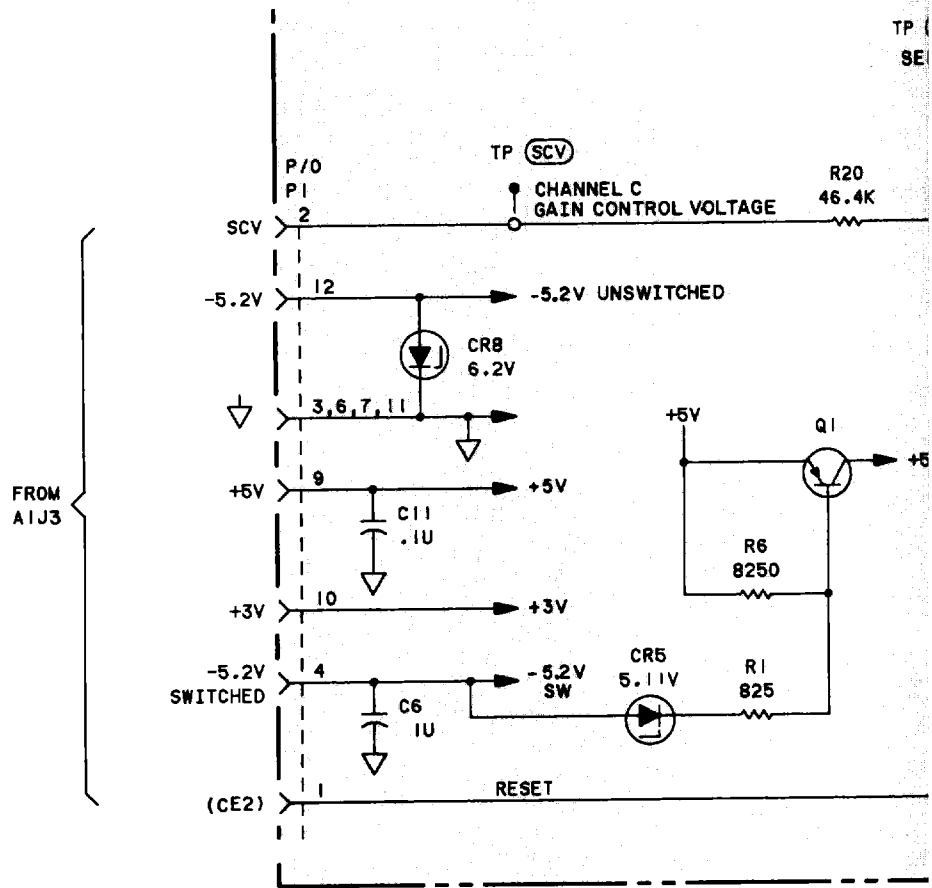 TP (
SE
TP SCV
P/O
P1
R20
46.4K
CHANNEL C
GAIN CONTROL VOLTAGE
SCV
2
-5.2V
12
-5.2V UNSWITCHED
CR8
6.2V
3,6,7,11
+5V
Q1
+5
FROM
A1J3
+5V
9
+5V
C11
.1U
R6
8250
+3V
10
+3V
-5.2V
SWITCHED
4
-5.2V
SW
CR5
5.11V
R1
825
C6
.1U
(CE2)
1
RESET